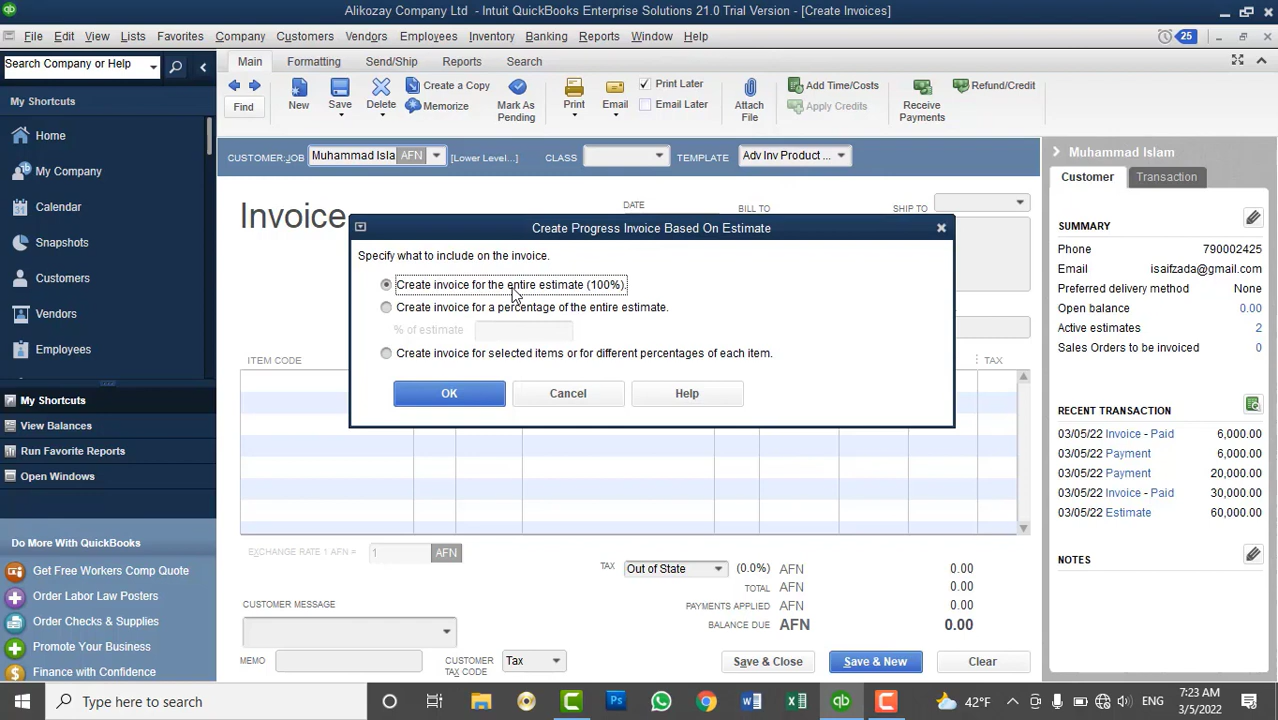 Alikozay Company Ltd - Intuit QuickBooks Enterprise Solutions 21.0 Trial Version - [Create Invoices]
File Edit View Lists Favorites Company Customers Vendors Employees Inventory Banking Reports Window Help
25
Search Company or Help
My Shortcuts
Home
My Company
Calendar
Snapshots
Customers
Vendors
Employees
My Shortcuts
View Balances
Run Favorite Reports
Open Windows
Do More With QuickBooks
Get Free Workers Comp Quote
Order Labor Law Posters
Order Checks & Supplies
Promote Your Business
Finance with Confidence
Main Formatting Send/Ship Reports Search
Find
New
Save
Delete
Create a Copy
Memorize
Mark As
Pending
Print
Email
Print Later
Email Later
Attach
File
Add Time/Costs
Apply Credits
Receive
Payments
Refund/Credit
CUSTOMER:JOB Muhammad Isla AFN [Lower Level...] CLASS TEMPLATE Adv Inv Product ...
Invoice
DATE
BILL TO
SHIP TO
Create Progress Invoice Based On Estimate
Specify what to include on the invoice.
Create invoice for the entire estimate (100%).
Create invoice for a percentage of the entire estimate.
% of estimate
Create invoice for selected items or for different percentages of each item.
OK Cancel Help
ITEM CODE
TAX
EXCHANGE RATE 1 AFN = 1 AFN
TAX Out of State (0.0%) AFN 0.00
TOTAL AFN 0.00
PAYMENTS APPLIED AFN 0.00
BALANCE DUE AFN 0.00
CUSTOMER MESSAGE
MEMO
CUSTOMER
TAX CODE
Tax
Save & Close Save & New Clear
Muhammad Islam
Customer Transaction
SUMMARY
Phone 790002425
Email isaifzada@gmail.com
Preferred delivery method None
Open balance 0.00
Active estimates 2
Sales Orders to be invoiced 0
RECENT TRANSACTION
03/05/22 Invoice - Paid 6,000.00
03/05/22 Payment 6,000.00
03/05/22 Payment 20,000.00
03/05/22 Invoice - Paid 30,000.00
03/05/22 Estimate 60,000.00
NOTES
Type here to search
42°F
ENG
7:23 AM
3/5/2022